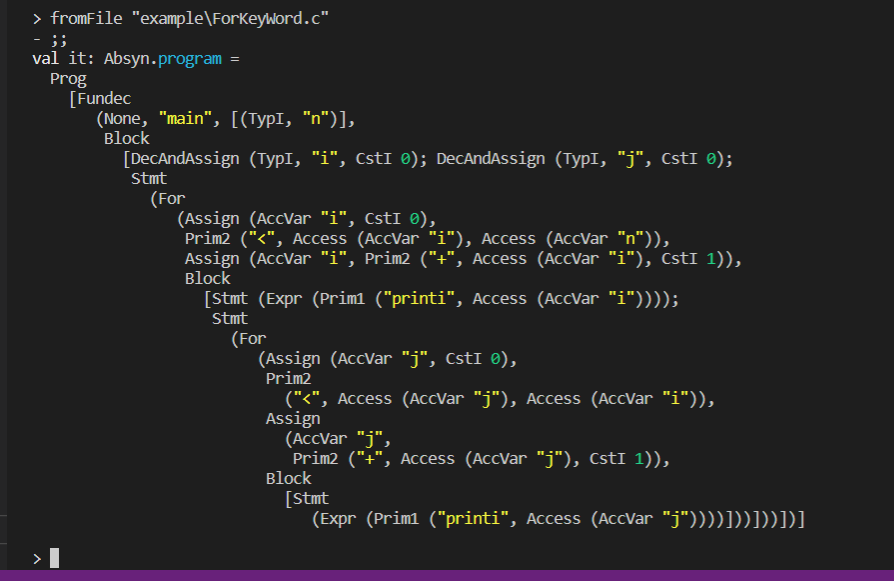 > fromFile "example\ForKeyWord.c"
- ;;
val it: Absyn.program =
  Prog
    [Fundec
       (None, "main", [(TypI, "n")],
        Block
          [DecAndAssign (TypI, "i", CstI 0); DecAndAssign (TypI, "j", CstI 0);
           Stmt
             (For
                (Assign (AccVar "i", CstI 0),
                 Prim2 ("<", Access (AccVar "i"), Access (AccVar "n")),
                 Assign (AccVar "i", Prim2 ("+", Access (AccVar "i"), CstI 1)),
                 Block
                   [Stmt (Expr (Prim1 ("printi", Access (AccVar "i"))));
                    Stmt
                      (For
                         (Assign (AccVar "j", CstI 0),
                          Prim2
                            ("<", Access (AccVar "j"), Access (AccVar "i")),
                          Assign
                            (AccVar "j",
                             Prim2 ("+", Access (AccVar "j"), CstI 1)),
                          Block
                            [Stmt
                               (Expr (Prim1 ("printi", Access (AccVar "j"))))]))]))])]
>